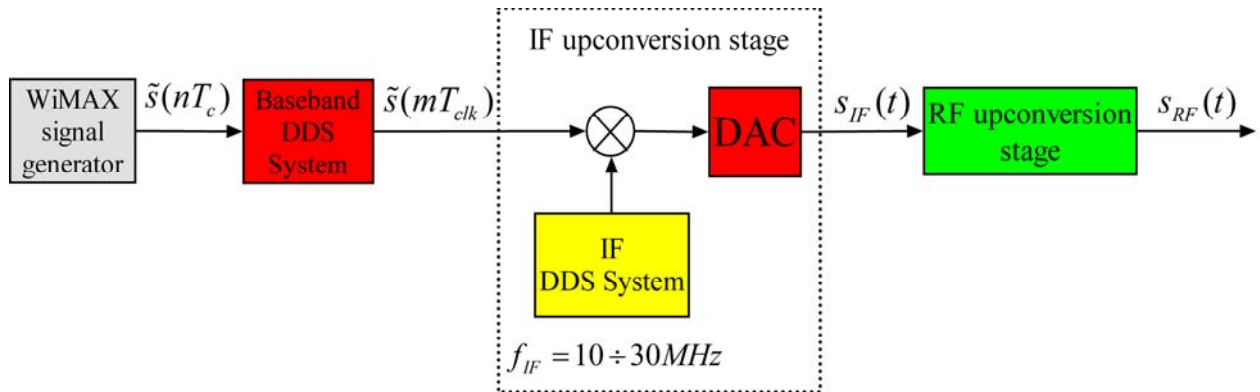 WiMAX
signal
generator
s̃(nT_c)
Baseband
DDS
System
s̃(mT_clk)
IF upconversion stage
DAC
IF
DDS System
f_IF = 10 ÷ 30MHz
s_IF(t)
RF upconversion
stage
s_RF(t)